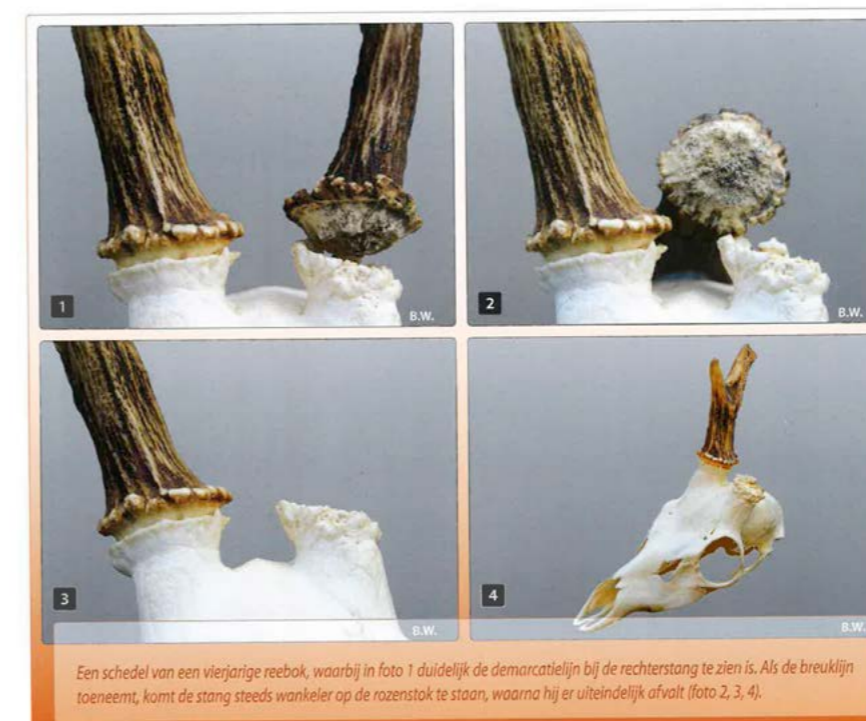 1
B.W.
2
B.W.
3
B.W.
4
B.W.
Een schedel van een vierjarige reebok, waarbij in foto 1 duidelijk de demarcatielijn bij de rechterstang te zien is. Als de breuklijn
toeneemt, komt de stang steeds wankeler op de rozenstok te staan, waarna hij er uiteindelijk afvalt (foto 2, 3, 4).